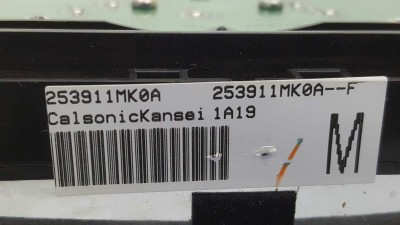 253911MK0A 253911MK0A--F
CalsonicKansei 1A19
M